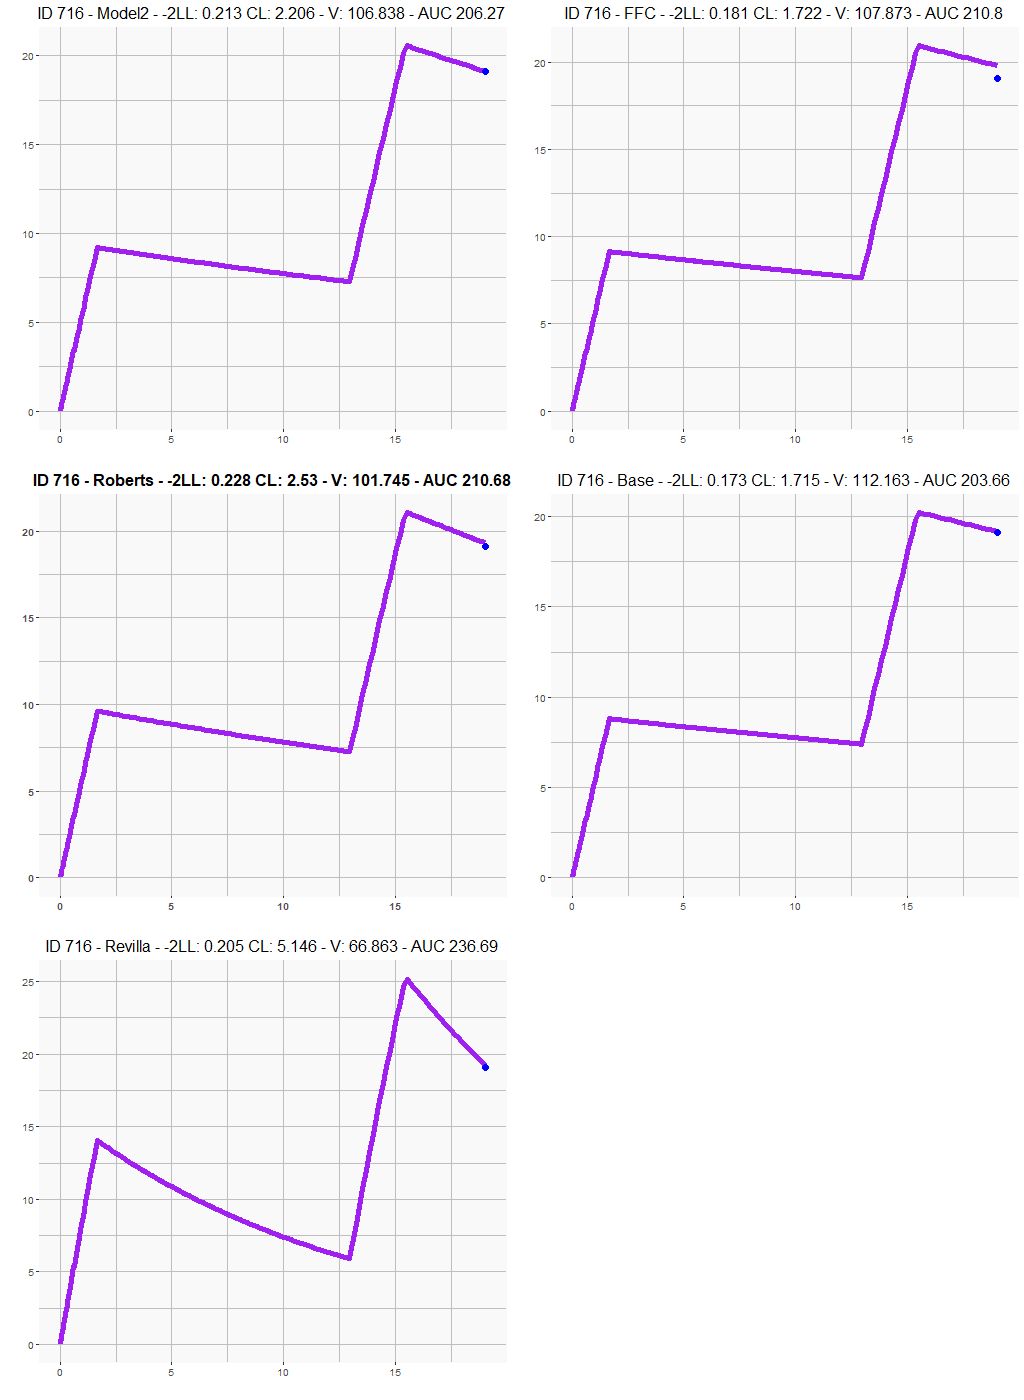 ID 716 - Model2 - -2LL: 0.213 CL: 2.206 - V: 106.838 - AUC 206.27
20
15
10
5
0
0 5 10 15
ID 716 - FFC - -2LL: 0.181 CL: 1.722 - V: 107.873 - AUC 210.8
20
15
10
5
0
0 5 10 15
ID 716 - Roberts - -2LL: 0.228 CL: 2.53 - V: 101.745 - AUC 210.68
20
15
10
5
0
0 5 10 15
ID 716 - Base - -2LL: 0.173 CL: 1.715 - V: 112.163 - AUC 203.66
20
15
10
5
0
0 5 10 15
ID 716 - Revilla - -2LL: 0.205 CL: 5.146 - V: 66.863 - AUC 236.69
25
20
15
10
5
0
0 5 10 15